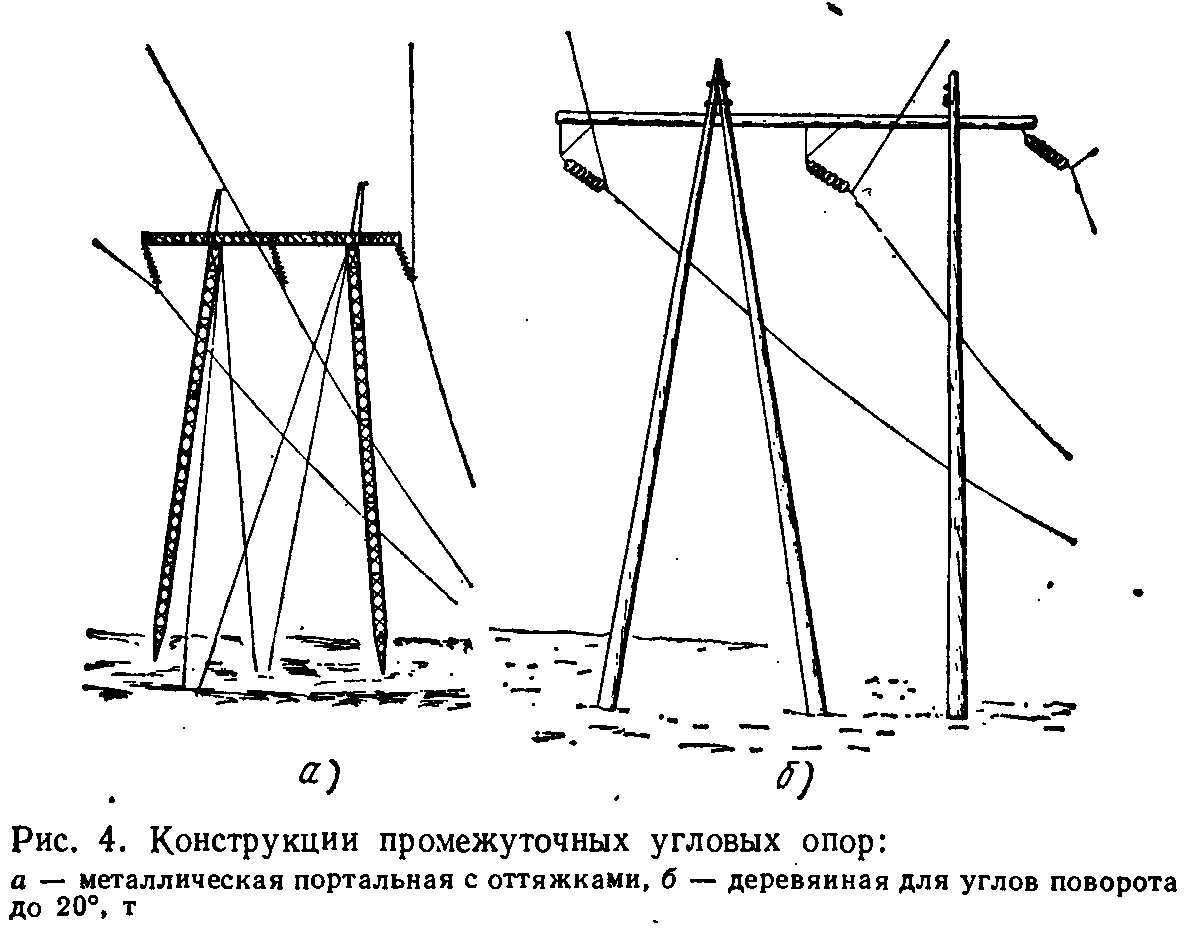 а) б)
Рис. 4. Конструкции промежуточных угловых опор:
а — металлическая портальная с оттяжками, б — деревянная для углов поворота
до 20°, т